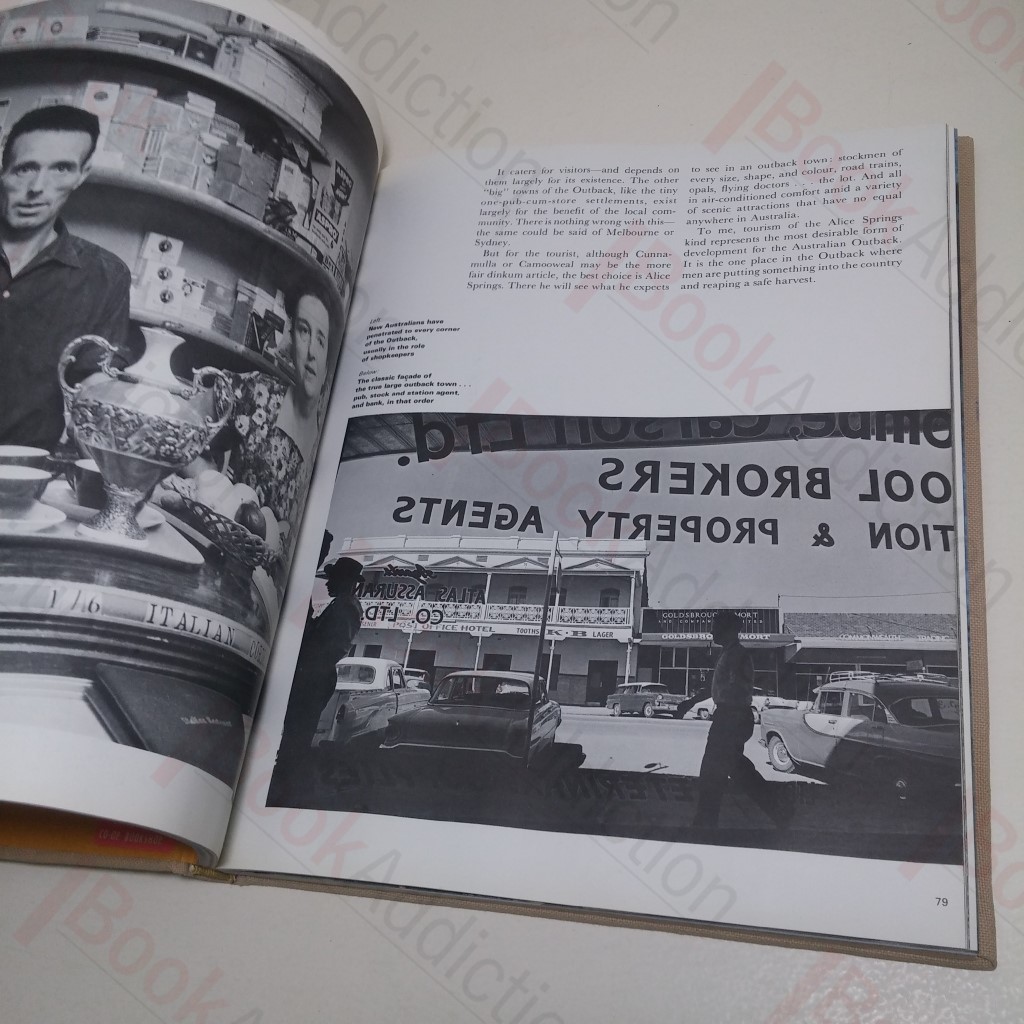 1/6 ITALIAN
It caters for visitors—and depends on
them largely for its existence. The other
"big" towns of the Outback, like the tiny
one-pub-cum-store settlements, exist
largely for the benefit of the local com-
munity. There is nothing wrong with this—
the same could be said of Melbourne or
Sydney.
But for the tourist, although Cunna-
mulla or Camooweal may be the more
fair dinkum article, the best choice is Alice
Springs. There he will see what he expects
to see in an outback town: stockmen of
every size, shape, and colour, road trains,
opals, flying doctors . . . the lot. And all
in air-conditioned comfort amid a variety
of scenic attractions that have no equal
anywhere in Australia.
To me, tourism of the Alice Springs
kind represents the most desirable form of
development for the Australian Outback.
It is the one place in the Outback where
men are putting something into the country
and reaping a safe harvest.
Left:
New Australians have
penetrated to every corner
of the Outback,
usually in the role
of shopkeepers
Below:
The classic façade of
the true large outback town . . .
pub, stock and station agent,
and bank, in that order
Carson Ltd.
OOL BROKERS
TION & PROPERTY AGENTS
ATLAS ASSURAN
CO. LTD.
POST OFFICE HOTEL
TOOTHS K·B LAGER
GOLDSBROUGH MORT
GOLDSBROUGH MORT
79
BookAddiction